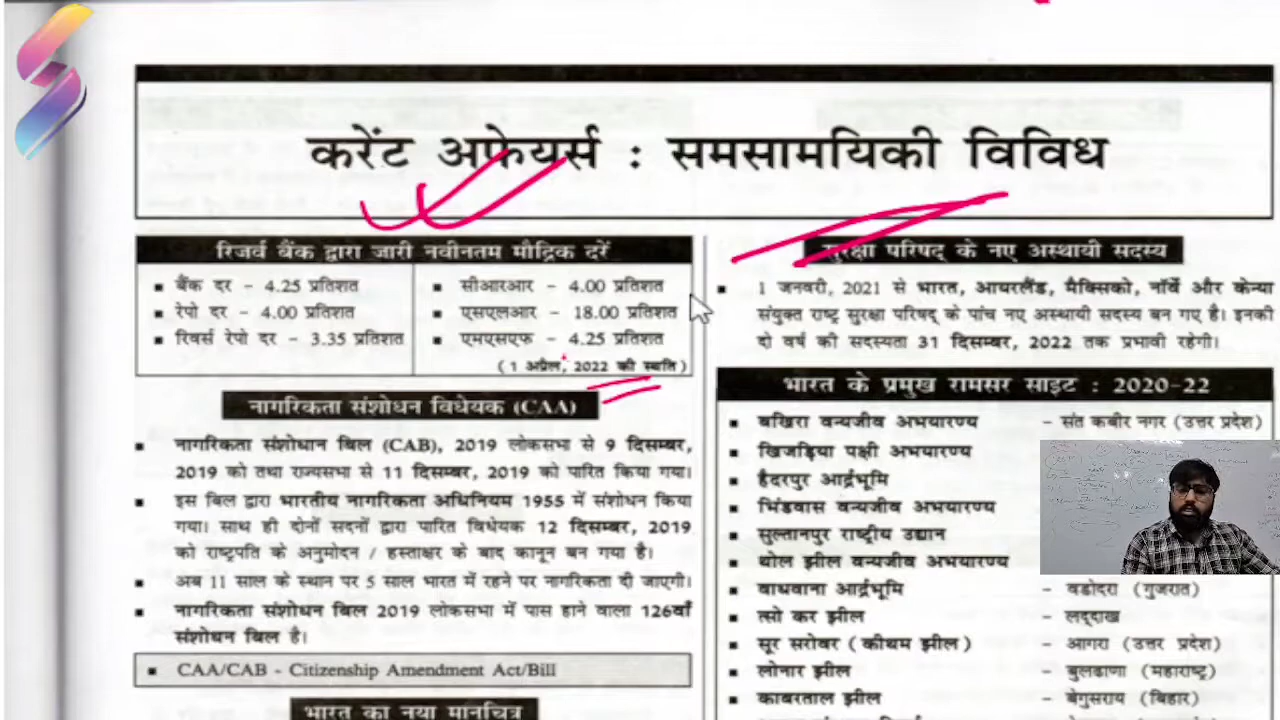 करेंट अफेयर्स : समसामयिकी विविध
रिजर्व बैंक द्वारा जारी नवीनतम मौद्रिक दरें
▪ बैंक दर - 4.25 प्रतिशत
▪ रेपो दर - 4.00 प्रतिशत
▪ रिवर्स रेपो दर - 3.35 प्रतिशत
▪ सीआरआर - 4.00 प्रतिशत
▪ एसएलआर - 18.00 प्रतिशत
▪ एमएसएफ - 4.25 प्रतिशत
(1 अप्रैल, 2022 की स्थति)
नागरिकता संशोधन विधेयक (CAA)
▪ नागरिकता संशोधान बिल (CAB), 2019 लोकसभा से 9 दिसम्बर,
2019 को तथा राज्यसभा से 11 दिसम्बर, 2019 को पारित किया गया।
▪ इस बिल द्वारा भारतीय नागरिकता अधिनियम 1955 में संशोधन किया
गया। साथ ही दोनों सदनों द्वारा पारित विधेयक 12 दिसम्बर, 2019
को राष्ट्रपति के अनुमोदन / हस्ताक्षर के बाद कानून बन गया है।
▪ अब 11 साल के स्थान पर 5 साल भारत में रहने पर नागरिकता दी जाएगी।
▪ नागरिकता संशोधन बिल 2019 लोकसभा में पास हाने वाला 126वाँ
संशोधन बिल है।
▪ CAA/CAB - Citizenship Amendment Act/Bill
भारत का नया मानचित्र
सुरक्षा परिषद् के नए अस्थायी सदस्य
▪ 1 जनवरी, 2021 से भारत, आयरलैंड, मैक्सिको, नॉर्वे और केन्या
संयुक्त राष्ट्र सुरक्षा परिषद् के पांच नए अस्थायी सदस्य बन गए है। इनकी
दो वर्ष की सदस्यता 31 दिसम्बर, 2022 तक प्रभावी रहेगी।
भारत के प्रमुख रामसर साइट : 2020-22
▪ बखिरा वन्यजीव अभयारण्य - संत कबीर नगर (उत्तर प्रदेश)
▪ खिजड़िया पक्षी अभयारण्य
▪ हैदरपुर आर्द्रभूमि
▪ भिंडवास वन्यजीव अभयारण्य
▪ सुल्तानपुर राष्ट्रीय उद्यान
▪ थोल झील वन्यजीव अभयारण्य
▪ वाधवाना आर्द्रभूमि - वडोदरा (गुजरात)
▪ त्सो कर झील - लद्दाख
▪ सूर सरोवर (कीथम झील) - आगरा (उत्तर प्रदेश)
▪ लोनार झील - बुलढाणा (महाराष्ट्र)
▪ काबरताल झील - बेगुसराय (बिहार)